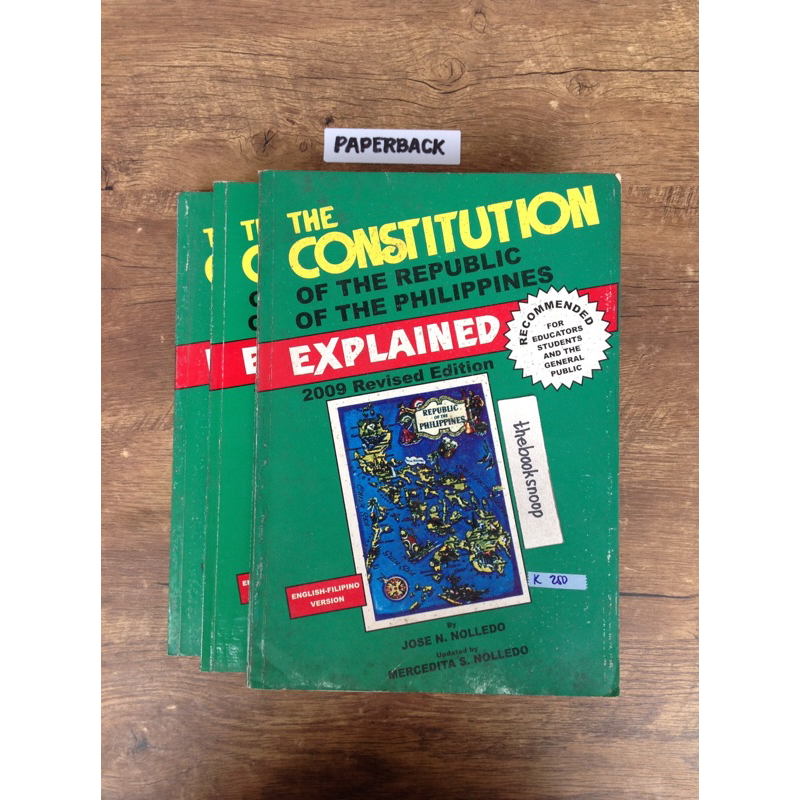 PAPERBACK
THE
CONSTITUTION
OF THE REPUBLIC
OF THE PHILIPPINES
EXPLAINED
2009 Revised Edition
RECOMMENDED
FOR
EDUCATORS
STUDENTS
AND THE
GENERAL
PUBLIC
REPUBLIC
OF THE
PHILIPPINES
thebooksnoop
K 250
ENGLISH-FILIPINO
VERSION
By
JOSE N. NOLLEDO
Updated by
MERCEDITA S. NOLLEDO